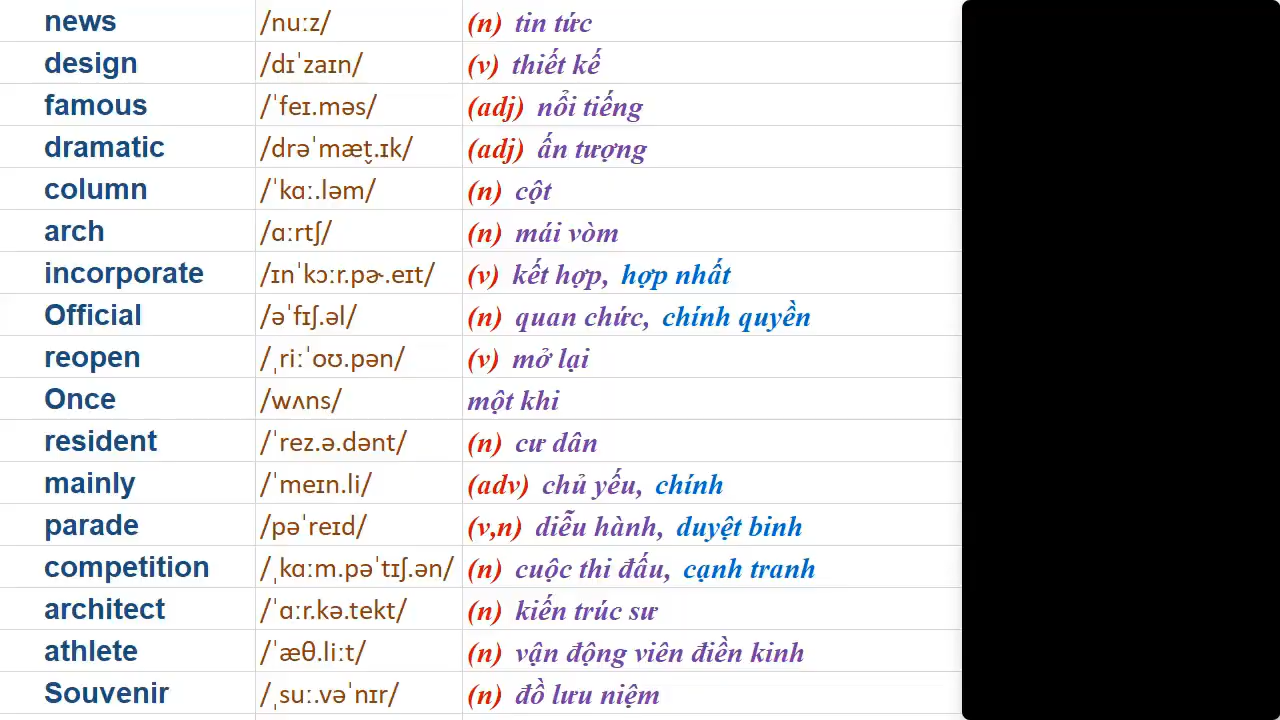 news /nuːz/ (n) tin tức
design /dɪˈzaɪn/ (v) thiết kế
famous /ˈfeɪ.məs/ (adj) nổi tiếng
dramatic /drəˈmæt̬.ɪk/ (adj) ấn tượng
column /ˈkɑː.ləm/ (n) cột
arch /ɑːrtʃ/ (n) mái vòm
incorporate /ɪnˈkɔːr.pɚ.eɪt/ (v) kết hợp, hợp nhất
Official /əˈfɪʃ.əl/ (n) quan chức, chính quyền
reopen /ˌriːˈoʊ.pən/ (v) mở lại
Once /wʌns/ một khi
resident /ˈrez.ə.dənt/ (n) cư dân
mainly /ˈmeɪn.li/ (adv) chủ yếu, chính
parade /pəˈreɪd/ (v,n) diễu hành, duyệt binh
competition /ˌkɑːm.pəˈtɪʃ.ən/ (n) cuộc thi đấu, cạnh tranh
architect /ˈɑːr.kə.tekt/ (n) kiến trúc sư
athlete /ˈæθ.liːt/ (n) vận động viên điền kinh
Souvenir /ˌsuː.vəˈnɪr/ (n) đồ lưu niệm